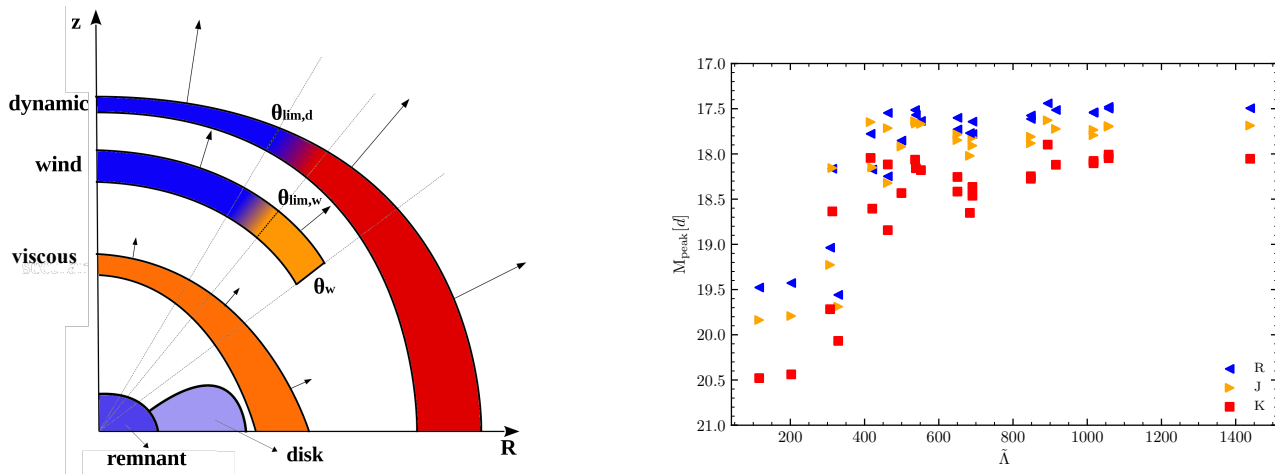 z
dynamic
θlim,d
wind
θlim,w
viscous
θw
R
remnant
disk
17.0
17.5
18.0
18.5
19.0
19.5
20.0
20.5
21.0
Mpeak[d]
200 400 600 800 1000 1200 1400
Λ̃
R
J
K